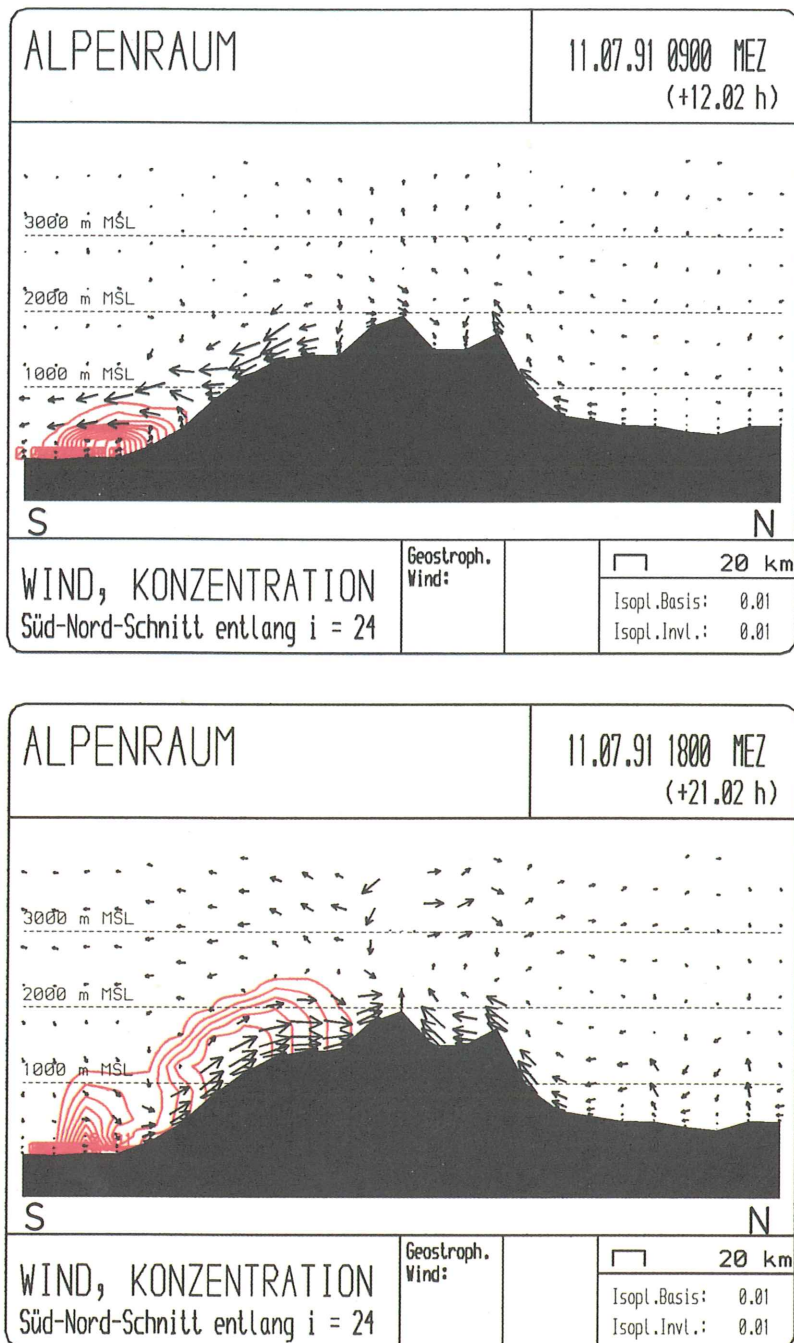 ALPENRAUM
11.07.91 0900 MEZ
(+12.02 h)
3000 m MSL
2000 m MSL
1000 m MSL
S N
WIND, KONZENTRATION
Süd-Nord-Schnitt entlang i = 24
Geostroph.
Wind:
20 km
Isopl.Basis: 0.01
Isopl.Invl.: 0.01
ALPENRAUM
11.07.91 1800 MEZ
(+21.02 h)
3000 m MSL
2000 m MSL
1000 m MSL
S N
WIND, KONZENTRATION
Süd-Nord-Schnitt entlang i = 24
Geostroph.
Wind:
20 km
Isopl.Basis: 0.01
Isopl.Invl.: 0.01